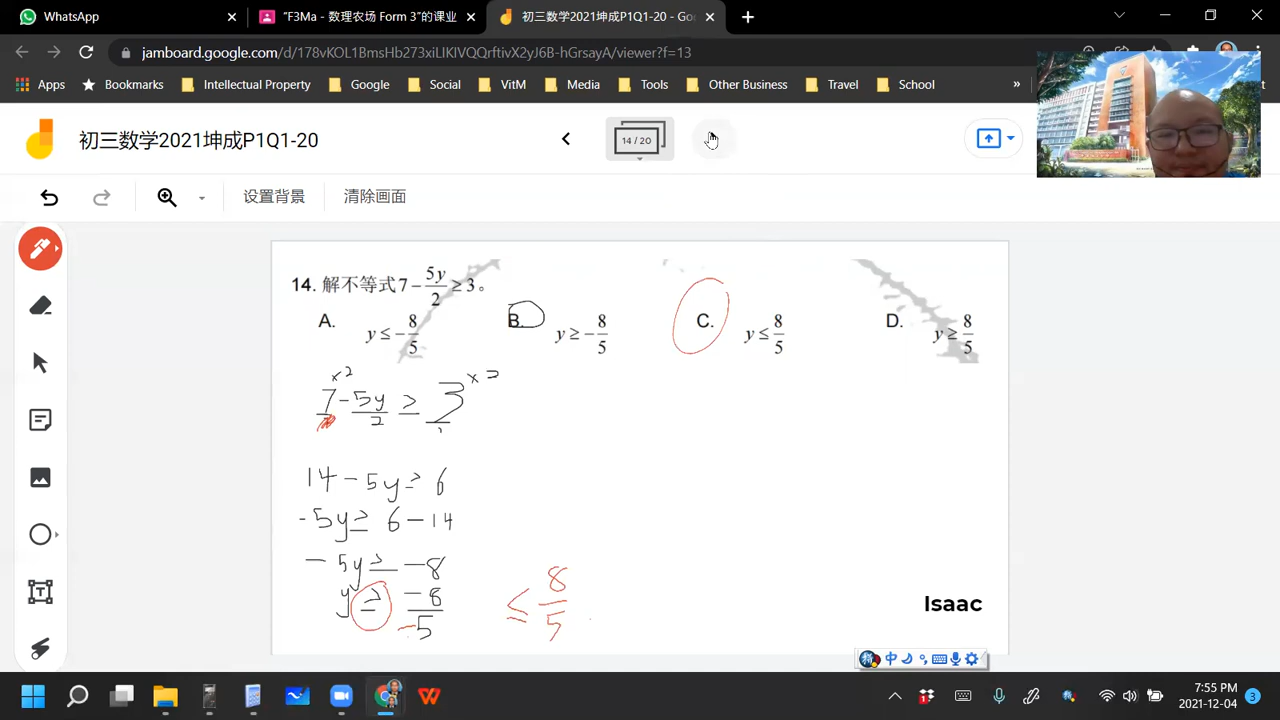 WhatsApp
"F3Ma - 数理农场 Form 3"的课业
初三数学2021坤成P1Q1-20 - Go
jamboard.google.com/d/178vKOL1BmsHb273xiLIKIVOQrftivX2yJ6B-hGrsayA/viewer?f=13
Apps
Bookmarks
Intellectual Property
Google
Social
VitM
Media
Tools
Other Business
Travel
School
»
初三数学2021坤成P1Q1-20
14 / 20
设置背景
清除画面
14. 解不等式 7 - 5y/2 ≥ 3。
A. y ≤ -8/5
B. y ≥ -8/5
C. y ≤ 8/5
D. y ≥ 8/5
7 ×2 - 5y/2 ≥ 3 ×2
14 - 5y ≥ 6
-5y ≥ 6 - 14
- 5y ≥ -8
y ≥ -8/-5
≤ 8/5
Isaac
中
7:55 PM
2021-12-04
3